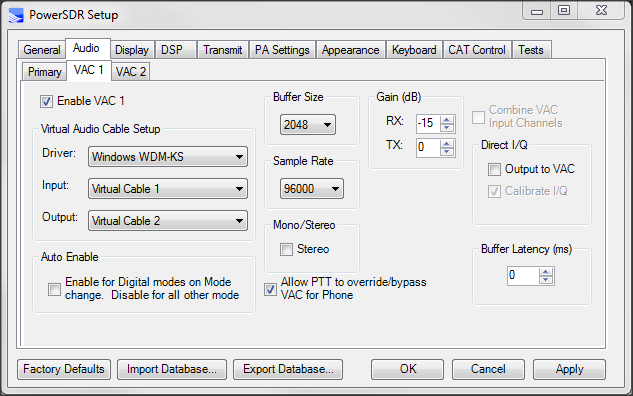 PowerSDR Setup
General Audio Display DSP Transmit PA Settings Appearance Keyboard CAT Control Tests
Primary VAC 1 VAC 2
Enable VAC 1
Virtual Audio Cable Setup
Driver: Windows WDM-KS
Input: Virtual Cable 1
Output: Virtual Cable 2
Auto Enable
Enable for Digital modes on Mode
change. Disable for all other mode
Buffer Size
2048
Sample Rate
96000
Mono/Stereo
Stereo
Allow PTT to override/bypass
VAC for Phone
Gain (dB)
RX: -15
TX: 0
Combine VAC
Input Channels
Direct I/Q
Output to VAC
Calibrate I/Q
Buffer Latency (ms)
0
Factory Defaults Import Database... Export Database... OK Cancel Apply